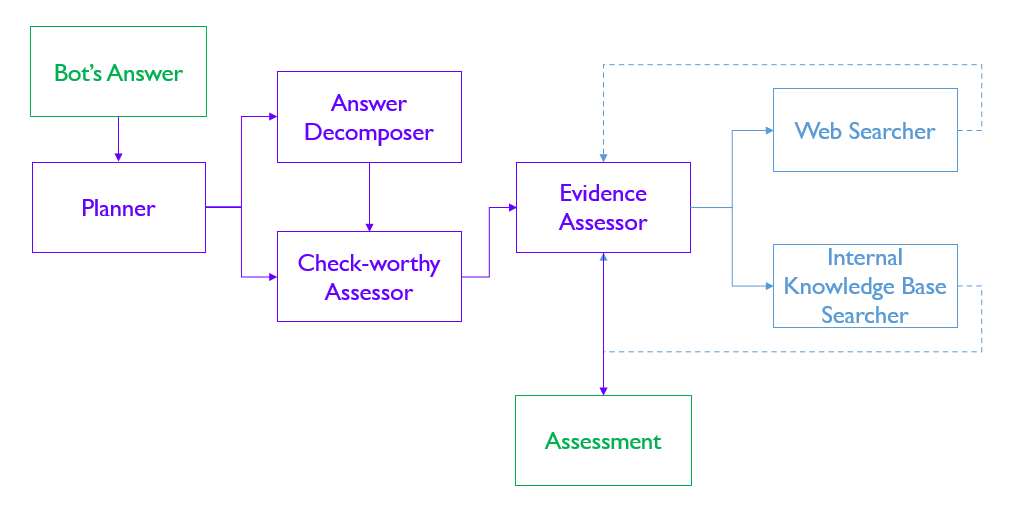 Bot's Answer
Planner
Answer
Decomposer
Check-worthy
Assessor
Evidence
Assessor
Web Searcher
Internal
Knowledge Base
Searcher
Assessment